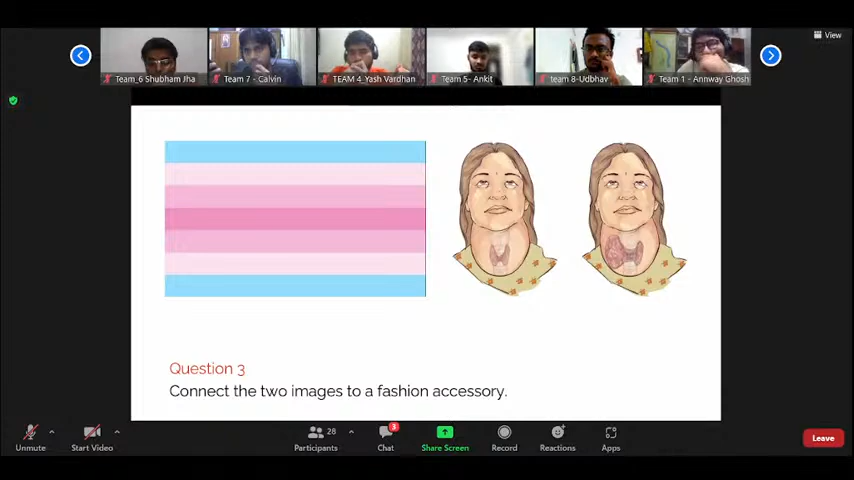 View
Team_6 Shubham Jha
Team 7 - Calvin
TEAM 4_Yash Vardhan
Team 5- Ankit
team 8-Udbhav
Team 1 - Annway Ghosh
Question 3
Connect the two images to a fashion accessory.
28
3
Unmute
Start Video
Participants
Chat
Share Screen
Record
Reactions
Apps
Leave